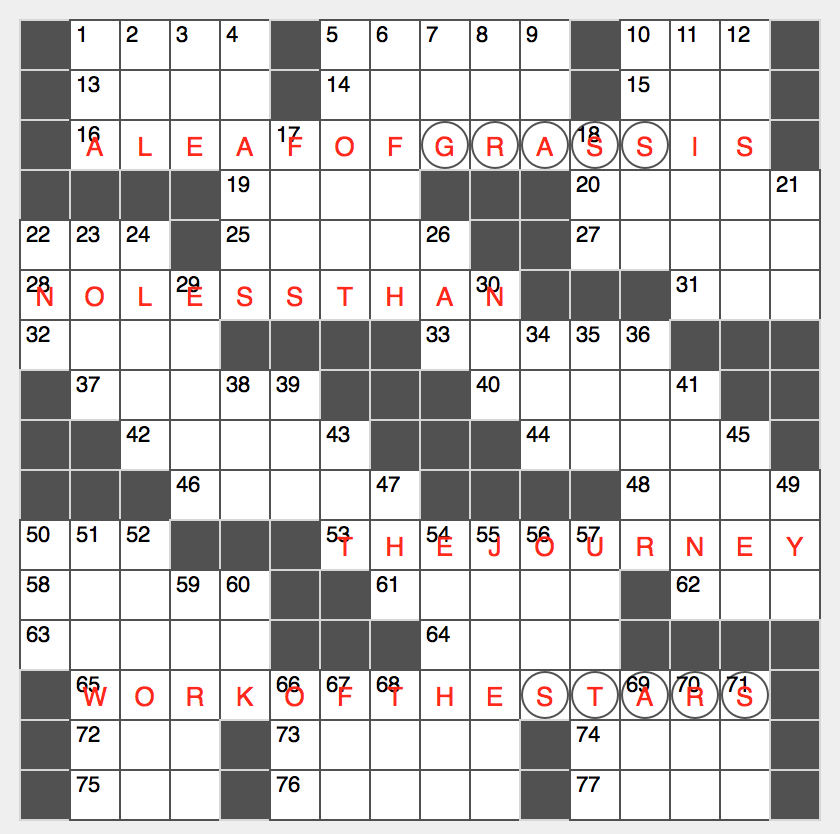 1 2 3 4 5 6 7 8 9 10 11 12
13 14 15
16 17 18
A L E A F O F G R A S S I S
19 20 21
22 23 24 25 26 27
28 29 30 31
N O L E S S T H A N
32 33 34 35 36
37 38 39 40 41
42 43 44 45
46 47 48 49
50 51 52 53 54 55 56 57
T H E J O U R N E Y
58 59 60 61 62
63 64
65 66 67 68 69 70 71
W O R K O F T H E S T A R S
72 73 74
75 76 77